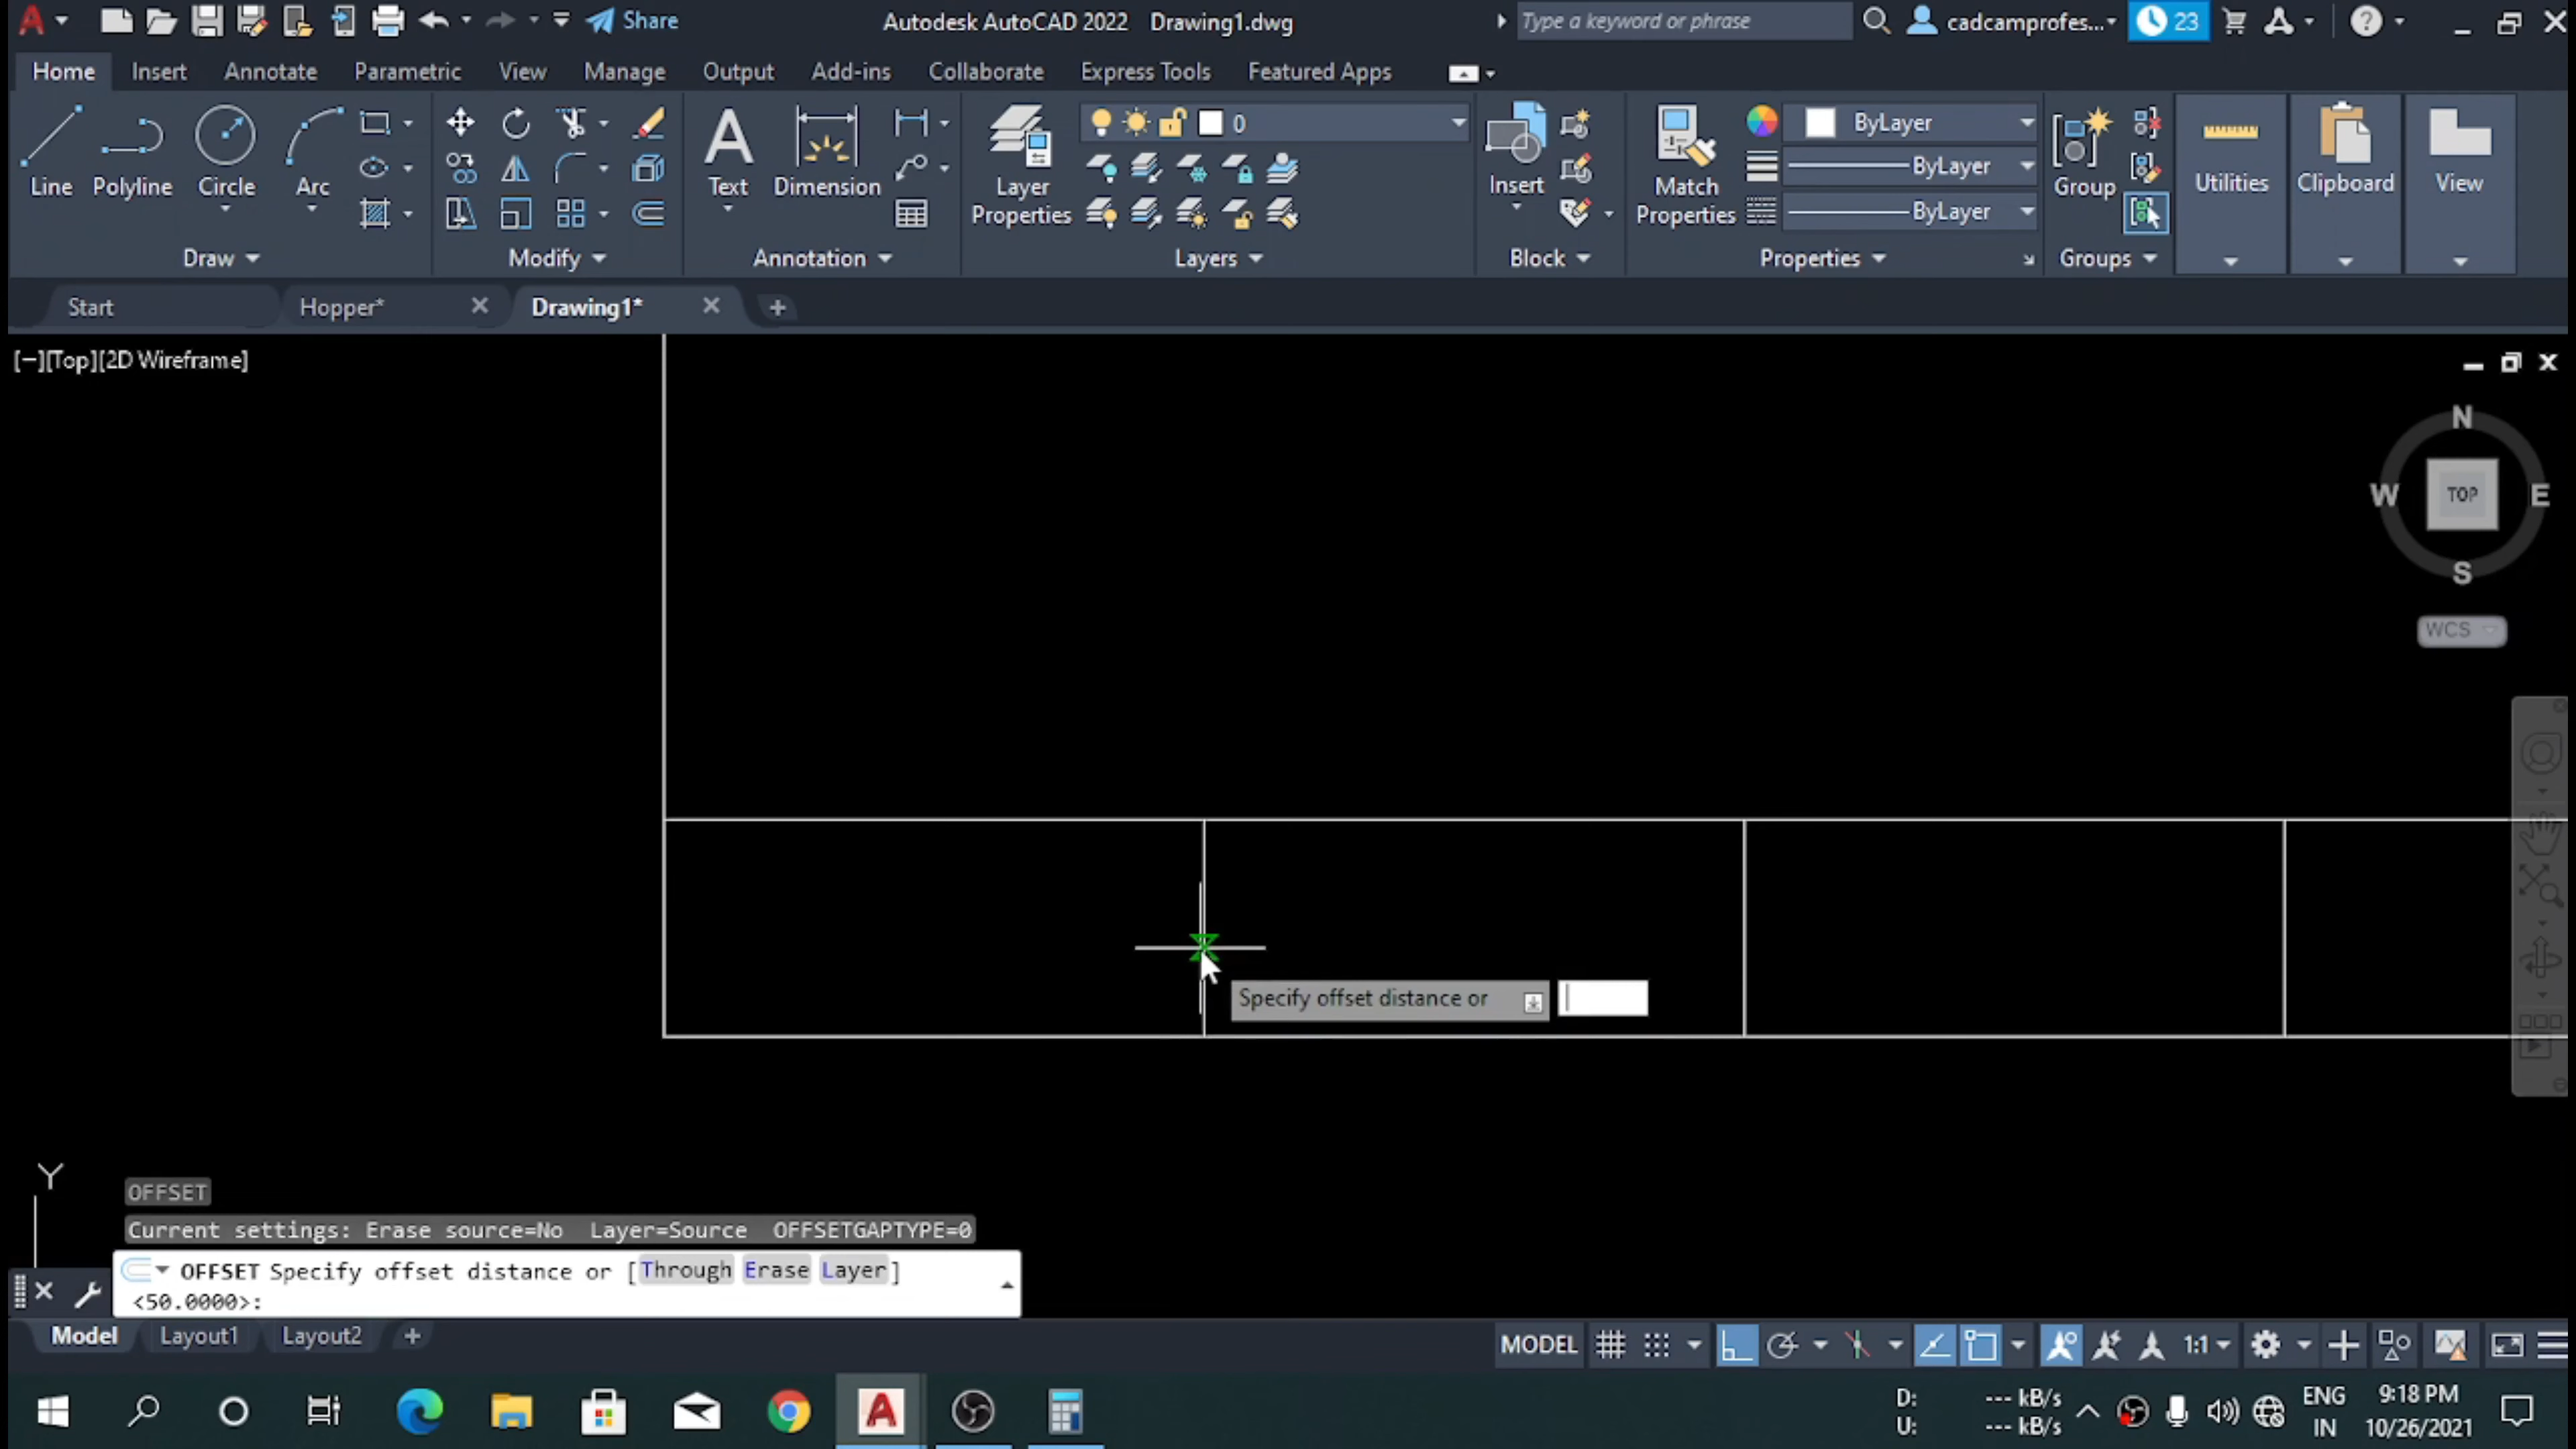 Share
Autodesk AutoCAD 2022 Drawing1.dwg
Type a keyword or phrase
cadcamprofes...
23
Home Insert Annotate Parametric View Manage Output Add-ins Collaborate Express Tools Featured Apps
0
ByLayer
ByLayer
ByLayer
Line Polyline Circle Arc
Text Dimension
Layer Properties
Insert
Match Properties
Group
Utilities Clipboard View
Draw Modify Annotation Layers Block Properties Groups
Start Hopper* Drawing1*
[−][Top][2D Wireframe]
N
W TOP E
S
WCS
Specify offset distance or
Y
OFFSET
Current settings: Erase source=No Layer=Source OFFSETGAPTYPE=0
OFFSET Specify offset distance or [Through Erase Layer]
<50.0000>:
Model Layout1 Layout2
MODEL 1:1
D: --- kB/s
U: --- kB/s
ENG
IN
9:18 PM
10/26/2021